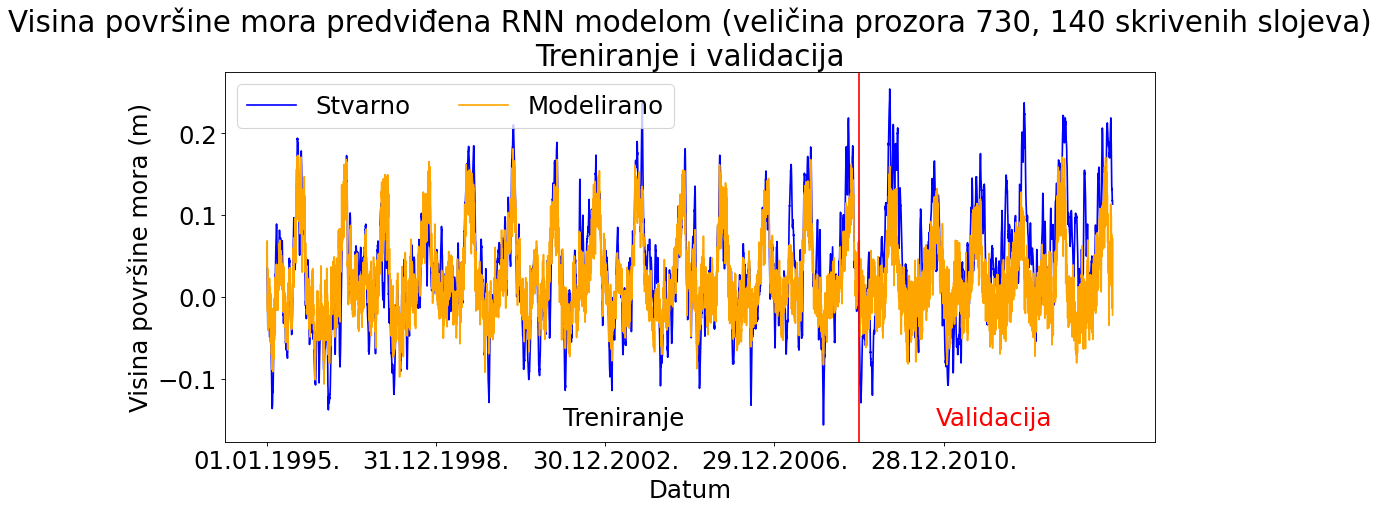 Visina površine mora predviđena RNN modelom (veličina prozora 730, 140 skrivenih slojeva)
Treniranje i validacija
Stvarno
Modelirano
Visina površine mora (m)
0.2
0.1
0.0
−0.1
Treniranje
Validacija
01.01.1995.
31.12.1998.
30.12.2002.
29.12.2006.
28.12.2010.
Datum